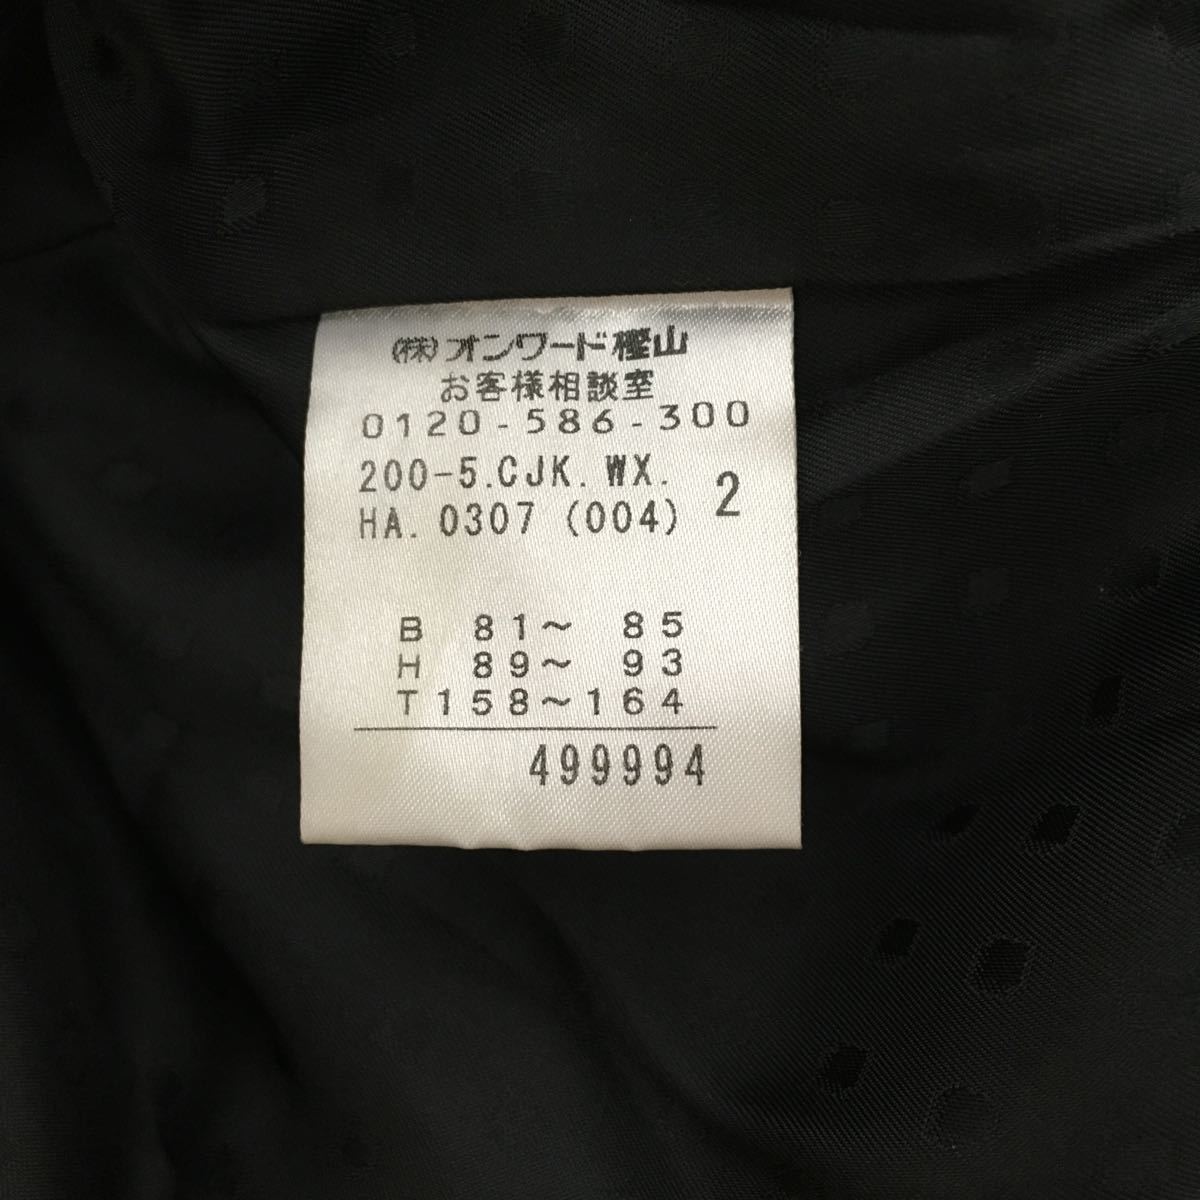 (株)オンワード樫山
お客様相談室
0120-586-300
200-5.CJK.WX.
HA.0307(004) 2
B 81～ 85
H 89～ 93
T158～164
499994